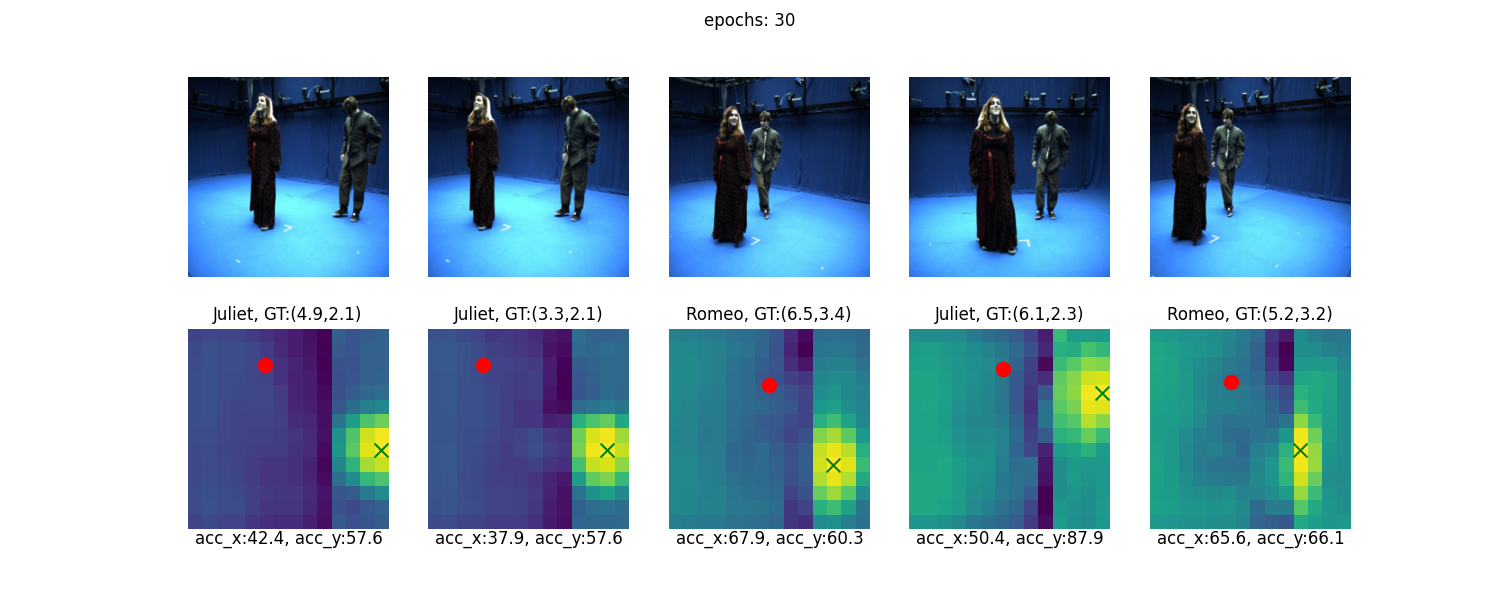 epochs: 30
Juliet, GT:(4.9,2.1)
Juliet, GT:(3.3,2.1)
Romeo, GT:(6.5,3.4)
Juliet, GT:(6.1,2.3)
Romeo, GT:(5.2,3.2)
acc_x:42.4, acc_y:57.6
acc_x:37.9, acc_y:57.6
acc_x:67.9, acc_y:60.3
acc_x:50.4, acc_y:87.9
acc_x:65.6, acc_y:66.1